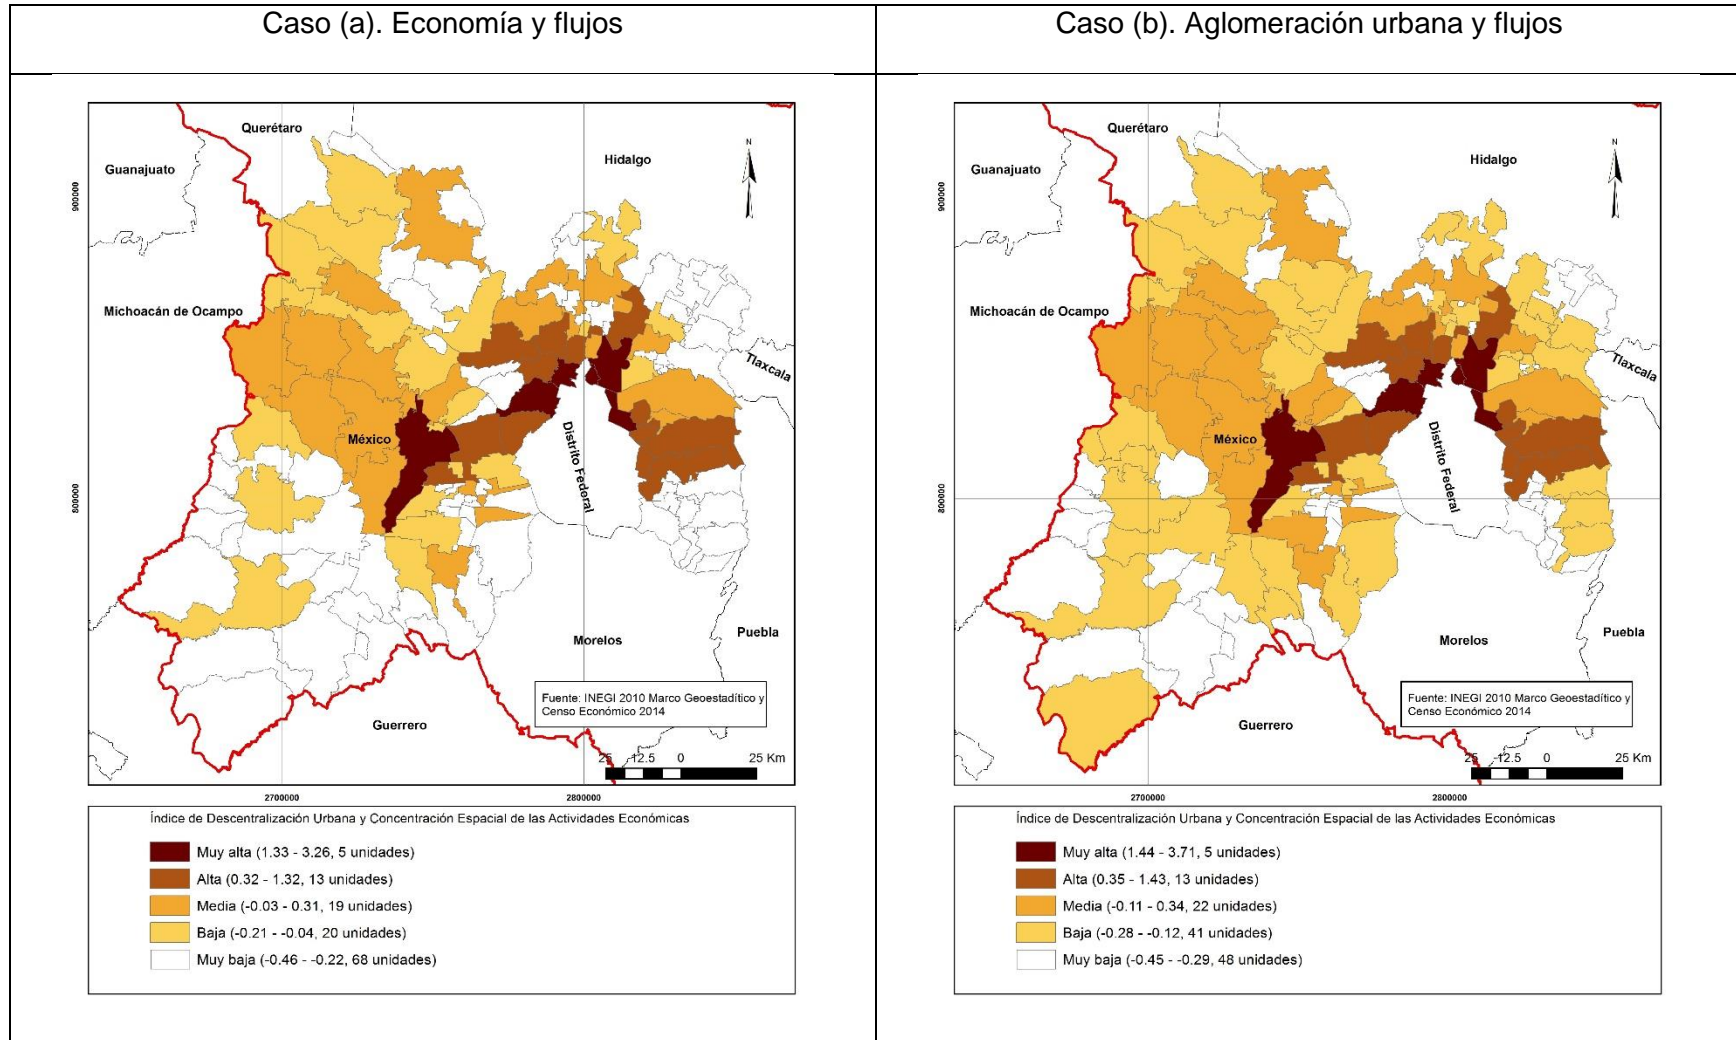 Caso (a). Economía y flujos
Querétaro
Guanajuato
Hidalgo
N
900000
Michoacán de Ocampo
Tlaxcala
México
Distrito Federal
800000
Morelos
Puebla
Fuente: INEGI 2010 Marco Geoestadítico y
Censo Económico 2014
Guerrero
25 12.5 0 25 Km
2700000 2800000
Índice de Descentralización Urbana y Concentración Espacial de las Actividades Económicas
Muy alta (1.33 - 3.26, 5 unidades)
Alta (0.32 - 1.32, 13 unidades)
Media (-0.03 - 0.31, 19 unidades)
Baja (-0.21 - -0.04, 20 unidades)
Muy baja (-0.46 - -0.22, 68 unidades)
Caso (b). Aglomeración urbana y flujos
Querétaro
Guanajuato
Hidalgo
N
900000
Michoacán de Ocampo
Tlaxcala
México
Distrito Federal
800000
Morelos
Puebla
Fuente: INEGI 2010 Marco Geoestadítico y
Censo Económico 2014
Guerrero
25 12.5 0 25 Km
2700000 2800000
Índice de Descentralización Urbana y Concentración Espacial de las Actividades Económicas
Muy alta (1.44 - 3.71, 5 unidades)
Alta (0.35 - 1.43, 13 unidades)
Media (-0.11 - 0.34, 22 unidades)
Baja (-0.28 - -0.12, 41 unidades)
Muy baja (-0.45 - -0.29, 48 unidades)